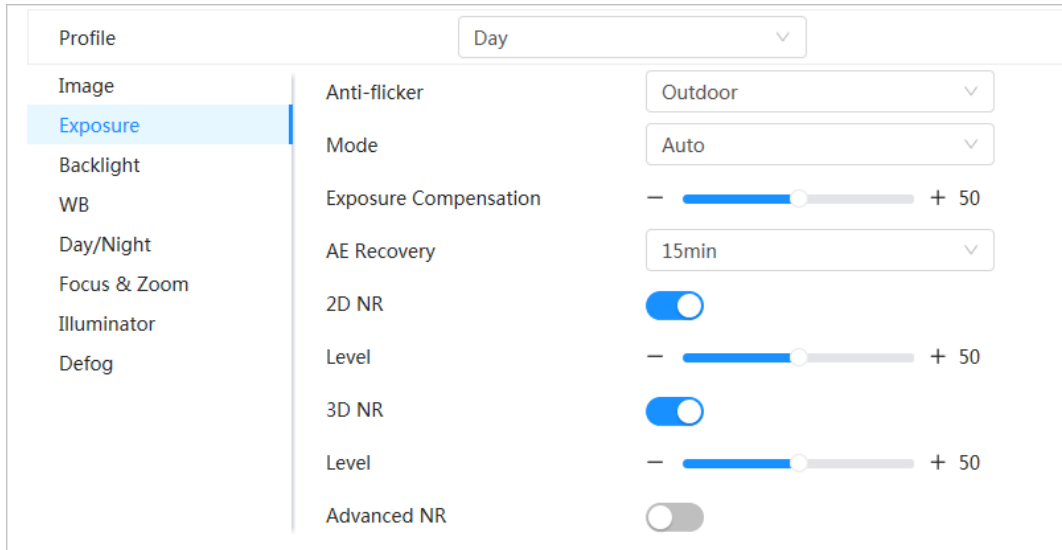 Profile Day
Image
Exposure
Backlight
WB
Day/Night
Focus & Zoom
Illuminator
Defog
Anti-flicker Outdoor
Mode Auto
Exposure Compensation − + 50
AE Recovery 15min
2D NR
Level − + 50
3D NR
Level − + 50
Advanced NR